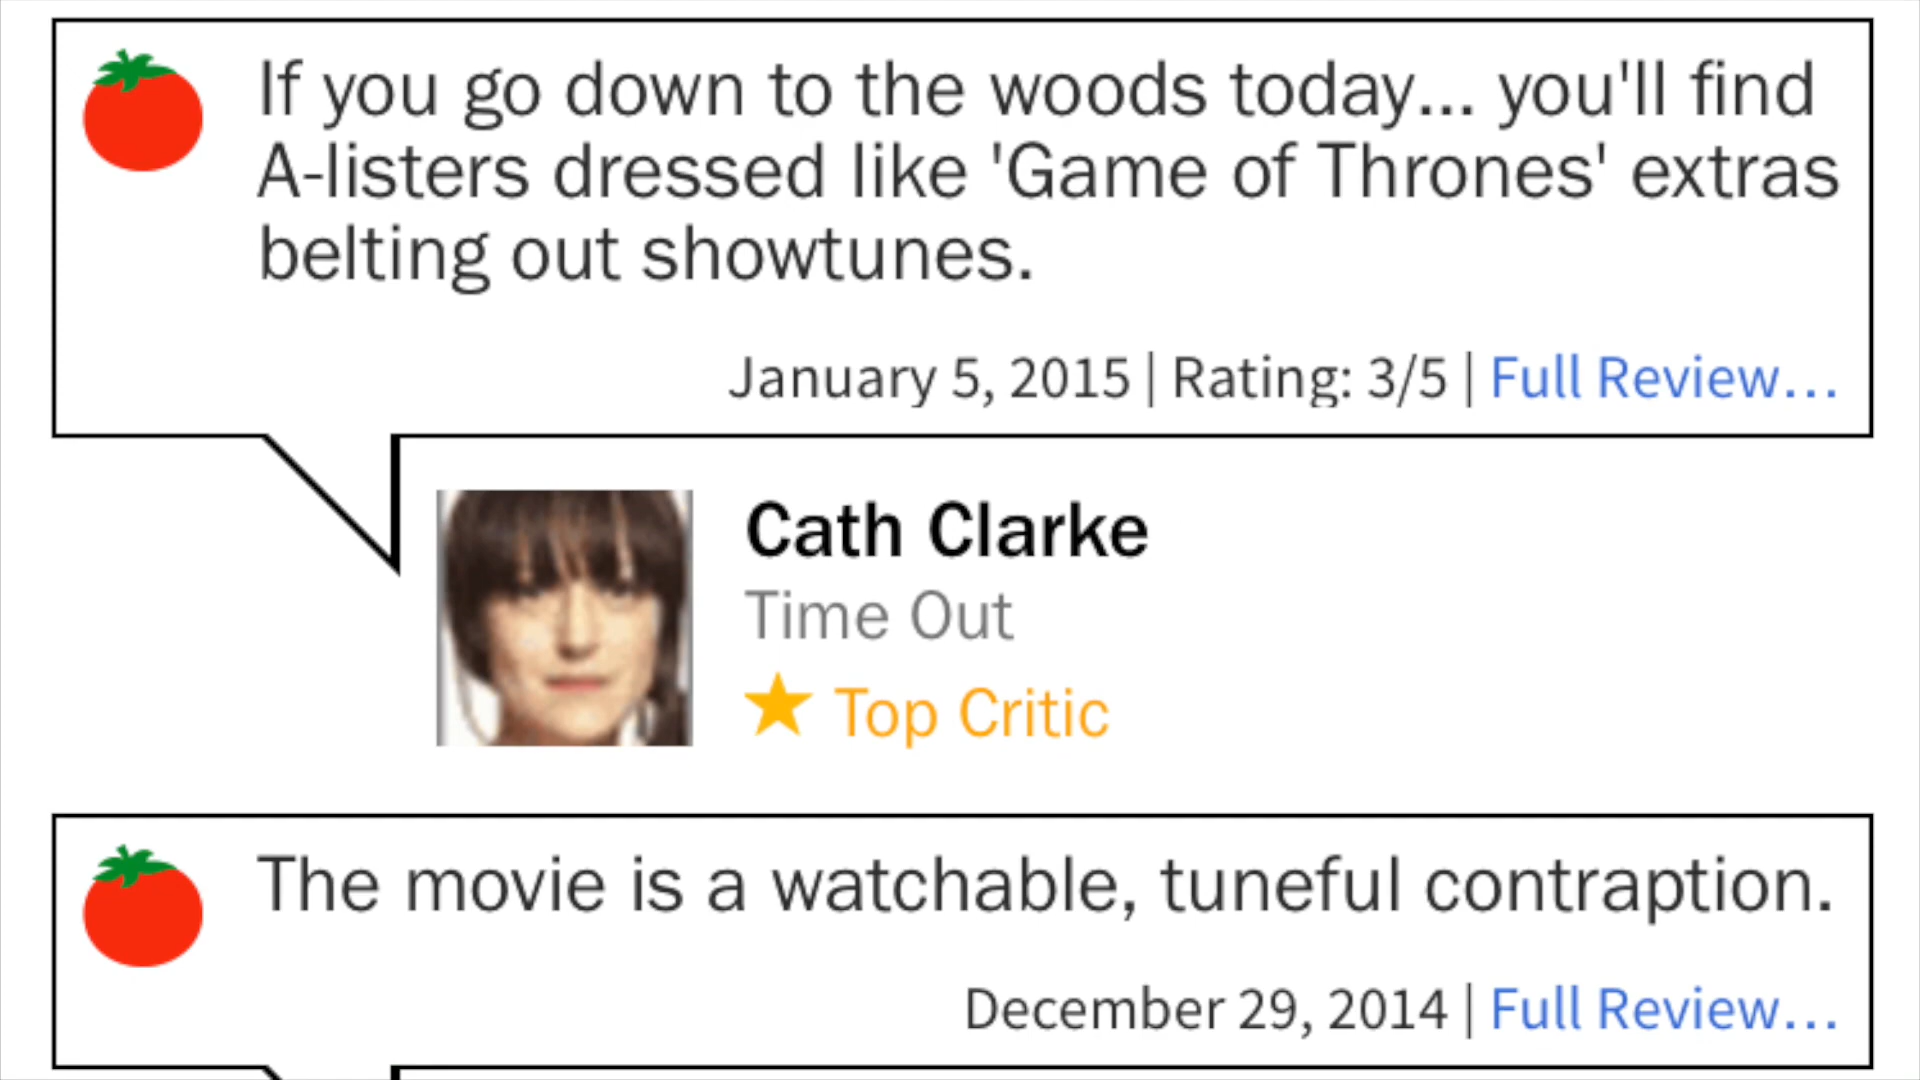 If you go down to the woods today... you'll find
A-listers dressed like 'Game of Thrones' extras
belting out showtunes.
January 5, 2015 | Rating: 3/5 | Full Review…
Cath Clarke
Time Out
Top Critic
The movie is a watchable, tuneful contraption.
December 29, 2014 | Full Review…